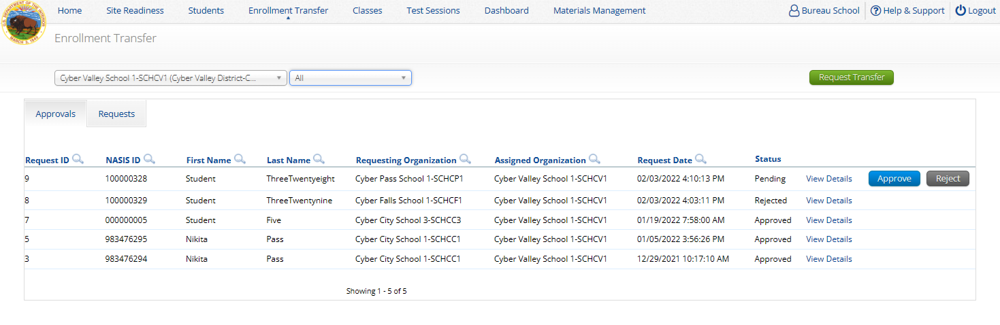 Home Site Readiness Students Enrollment Transfer Classes Test Sessions Dashboard Materials Management Bureau School Help & Support Logout
U.S. DEPARTMENT OF THE INTERIOR
MARCH 3, 1849
Enrollment Transfer
Cyber Valley School 1-SCHCV1 (Cyber Valley District-C... All Request Transfer
Approvals Requests
Request ID NASIS ID First Name Last Name Requesting Organization Assigned Organization Request Date Status
9 100000328 Student ThreeTwentyeight Cyber Pass School 1-SCHCP1 Cyber Valley School 1-SCHCV1 02/03/2022 4:10:13 PM Pending View Details Approve Reject
8 100000329 Student ThreeTwentynine Cyber Falls School 1-SCHCF1 Cyber Valley School 1-SCHCV1 02/03/2022 4:03:11 PM Rejected View Details
7 000000005 Student Five Cyber City School 3-SCHCC3 Cyber Valley School 1-SCHCV1 01/19/2022 7:58:00 AM Approved View Details
5 983476295 Nikita Pass Cyber City School 1-SCHCC1 Cyber Valley School 1-SCHCV1 01/05/2022 3:56:26 PM Approved View Details
3 983476294 Nikita Pass Cyber City School 1-SCHCC1 Cyber Valley School 1-SCHCV1 12/29/2021 10:17:10 AM Approved View Details
Showing 1 - 5 of 5